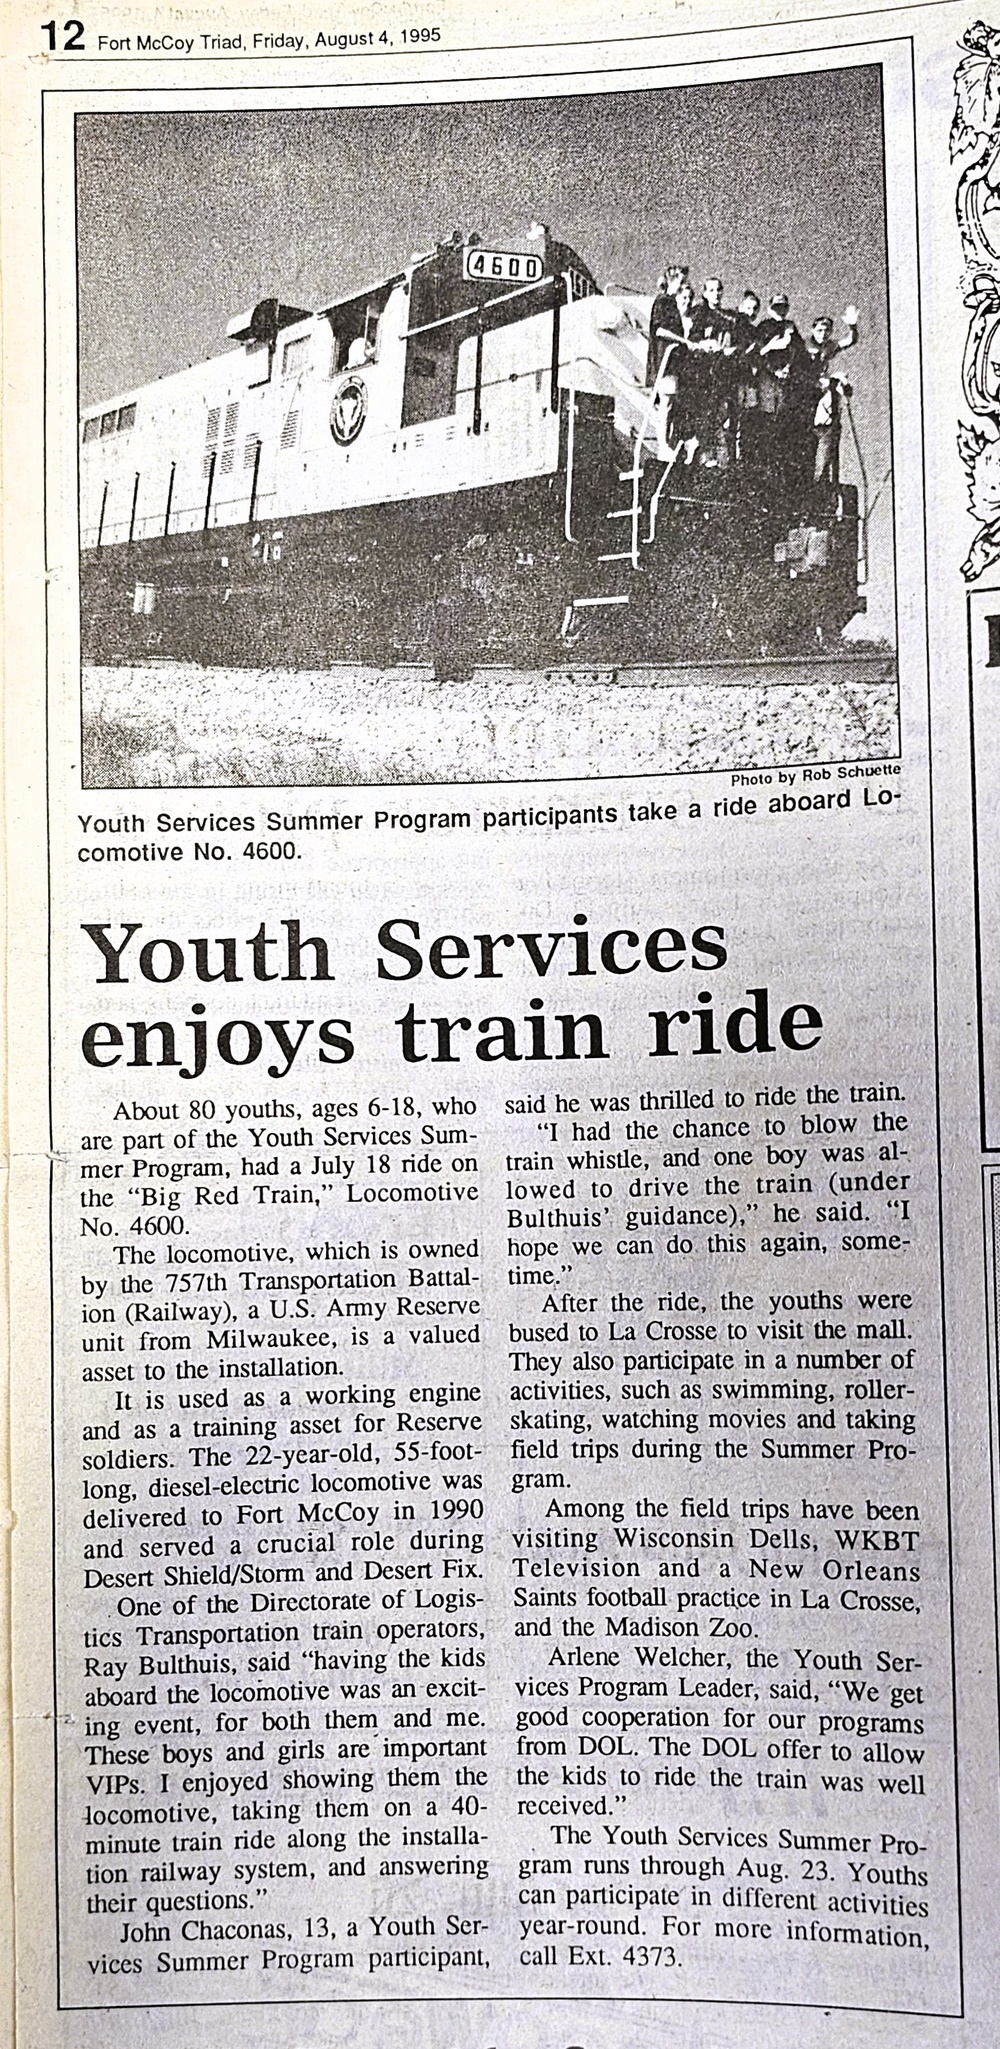 12 Fort McCoy Triad, Friday, August 4, 1995
4600
Photo by Rob Schuette
Youth Services Summer Program participants take a ride aboard Lo-
comotive No. 4600.
Youth Services
enjoys train ride
About 80 youths, ages 6-18, who
are part of the Youth Services Sum-
mer Program, had a July 18 ride on
the “Big Red Train,” Locomotive
No. 4600.
The locomotive, which is owned
by the 757th Transportation Battal-
ion (Railway), a U.S. Army Reserve
unit from Milwaukee, is a valued
asset to the installation.
It is used as a working engine
and as a training asset for Reserve
soldiers. The 22-year-old, 55-foot-
long, diesel-electric locomotive was
delivered to Fort McCoy in 1990
and served a crucial role during
Desert Shield/Storm and Desert Fix.
One of the Directorate of Logis-
tics Transportation train operators,
Ray Bulthuis, said “having the kids
aboard the locomotive was an excit-
ing event, for both them and me.
These boys and girls are important
VIPs. I enjoyed showing them the
locomotive, taking them on a 40-
minute train ride along the installa-
tion railway system, and answering
their questions.”
John Chaconas, 13, a Youth Ser-
vices Summer Program participant,
said he was thrilled to ride the train.
“I had the chance to blow the
train whistle, and one boy was al-
lowed to drive the train (under
Bulthuis’ guidance),” he said. “I
hope we can do this again, some-
time.”
After the ride, the youths were
bused to La Crosse to visit the mall.
They also participate in a number of
activities, such as swimming, roller-
skating, watching movies and taking
field trips during the Summer Pro-
gram.
Among the field trips have been
visiting Wisconsin Dells, WKBT
Television and a New Orleans
Saints football practice in La Crosse,
and the Madison Zoo.
Arlene Welcher, the Youth Ser-
vices Program Leader, said, “We get
good cooperation for our programs
from DOL. The DOL offer to allow
the kids to ride the train was well
received.”
The Youth Services Summer Pro-
gram runs through Aug. 23. Youths
can participate in different activities
year-round. For more information,
call Ext. 4373.